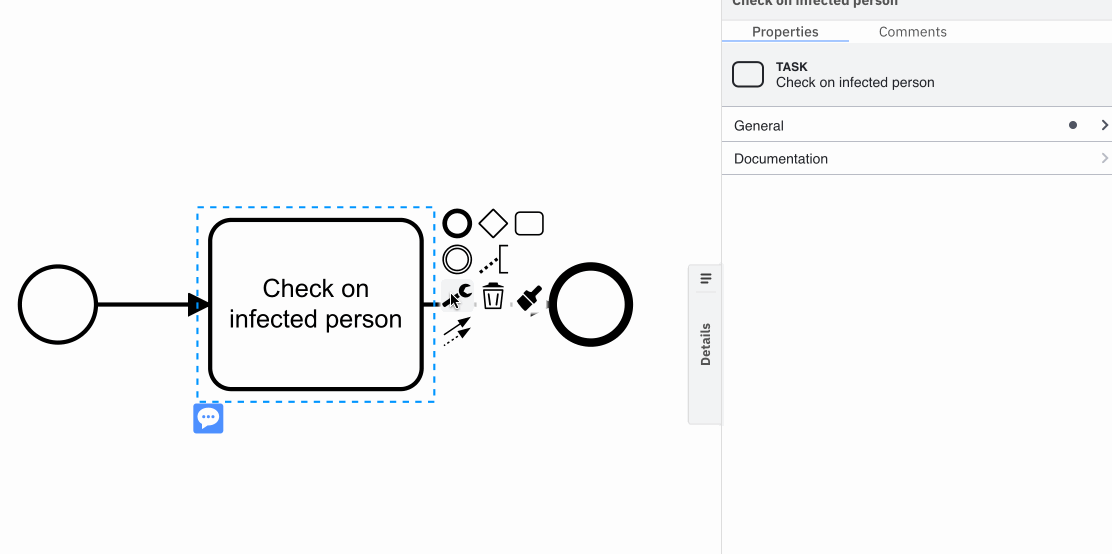 Check on infected person
Properties
Comments
TASK
Check on infected person
General
Documentation
Check on
infected person
Details